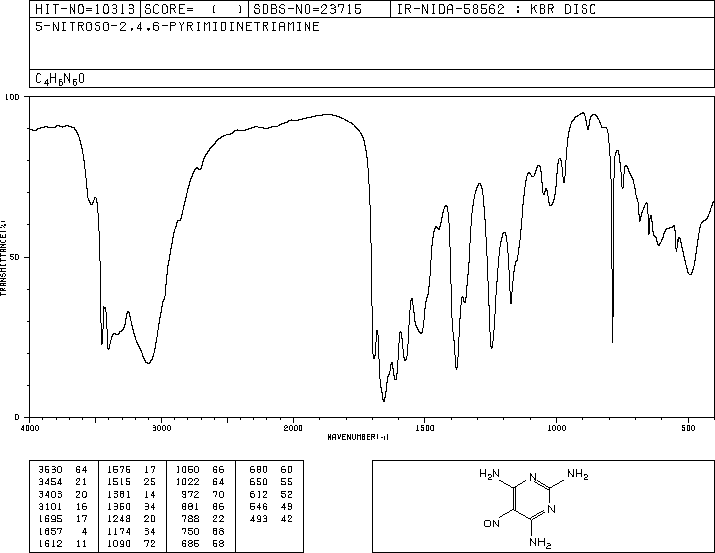 HIT-NO=10313 SCORE= ( ) SDBS-NO=23715 IR-NIDA-58562 : KBR DISC
5-NITROSO-2,4,6-PYRIMIDINETRIAMINE
C4H6N6O
100
TRANSMITTANCE(%)
50
0
4000 3000 2000 1500 1000 500
WAVENUMBER(-1)
3530 64 1576 17 1050 66 680 60
3454 21 1515 25 1022 64 650 55
3403 20 1381 14 972 70 612 52
3101 16 1350 34 881 86 546 49
1695 17 1248 20 788 22 493 42
1657 4 1174 34 750 68
1612 11 1090 72 685 58
H2N N NH2
N
ON
NH2